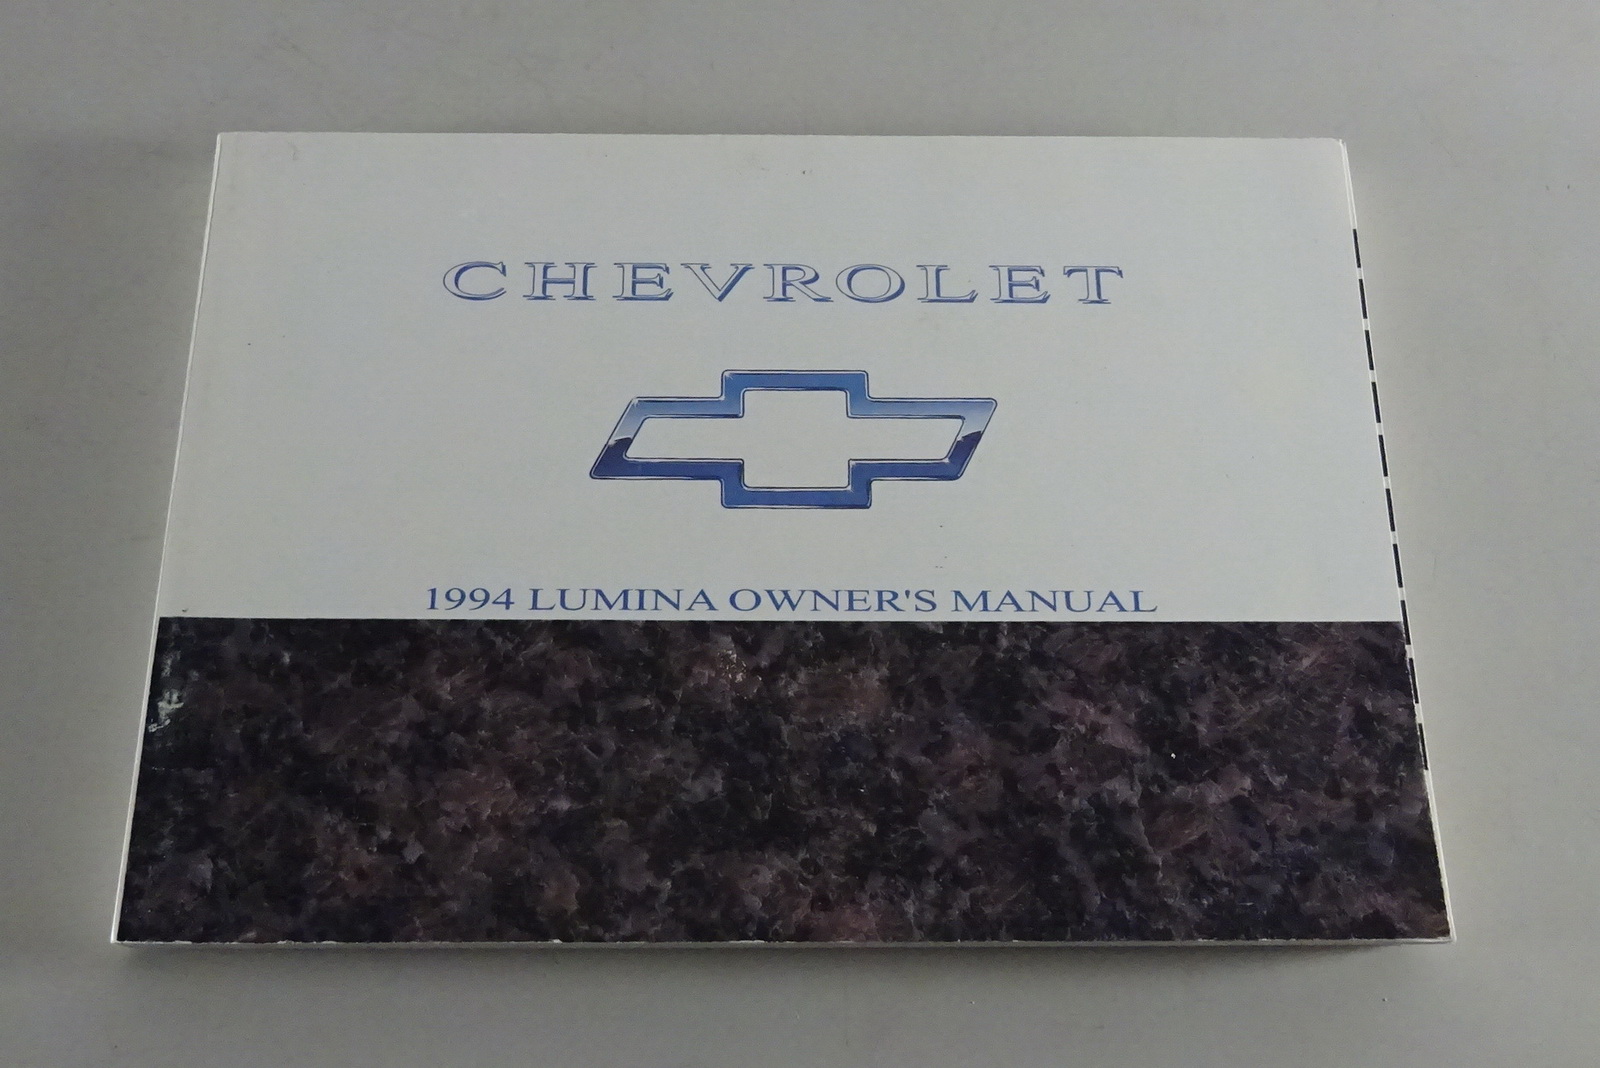 CHEVROLET
1994 LUMINA OWNER'S MANUAL